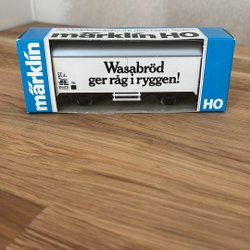 märklin HO
märklin
Wasabröd
ger råg i ryggen!
HO